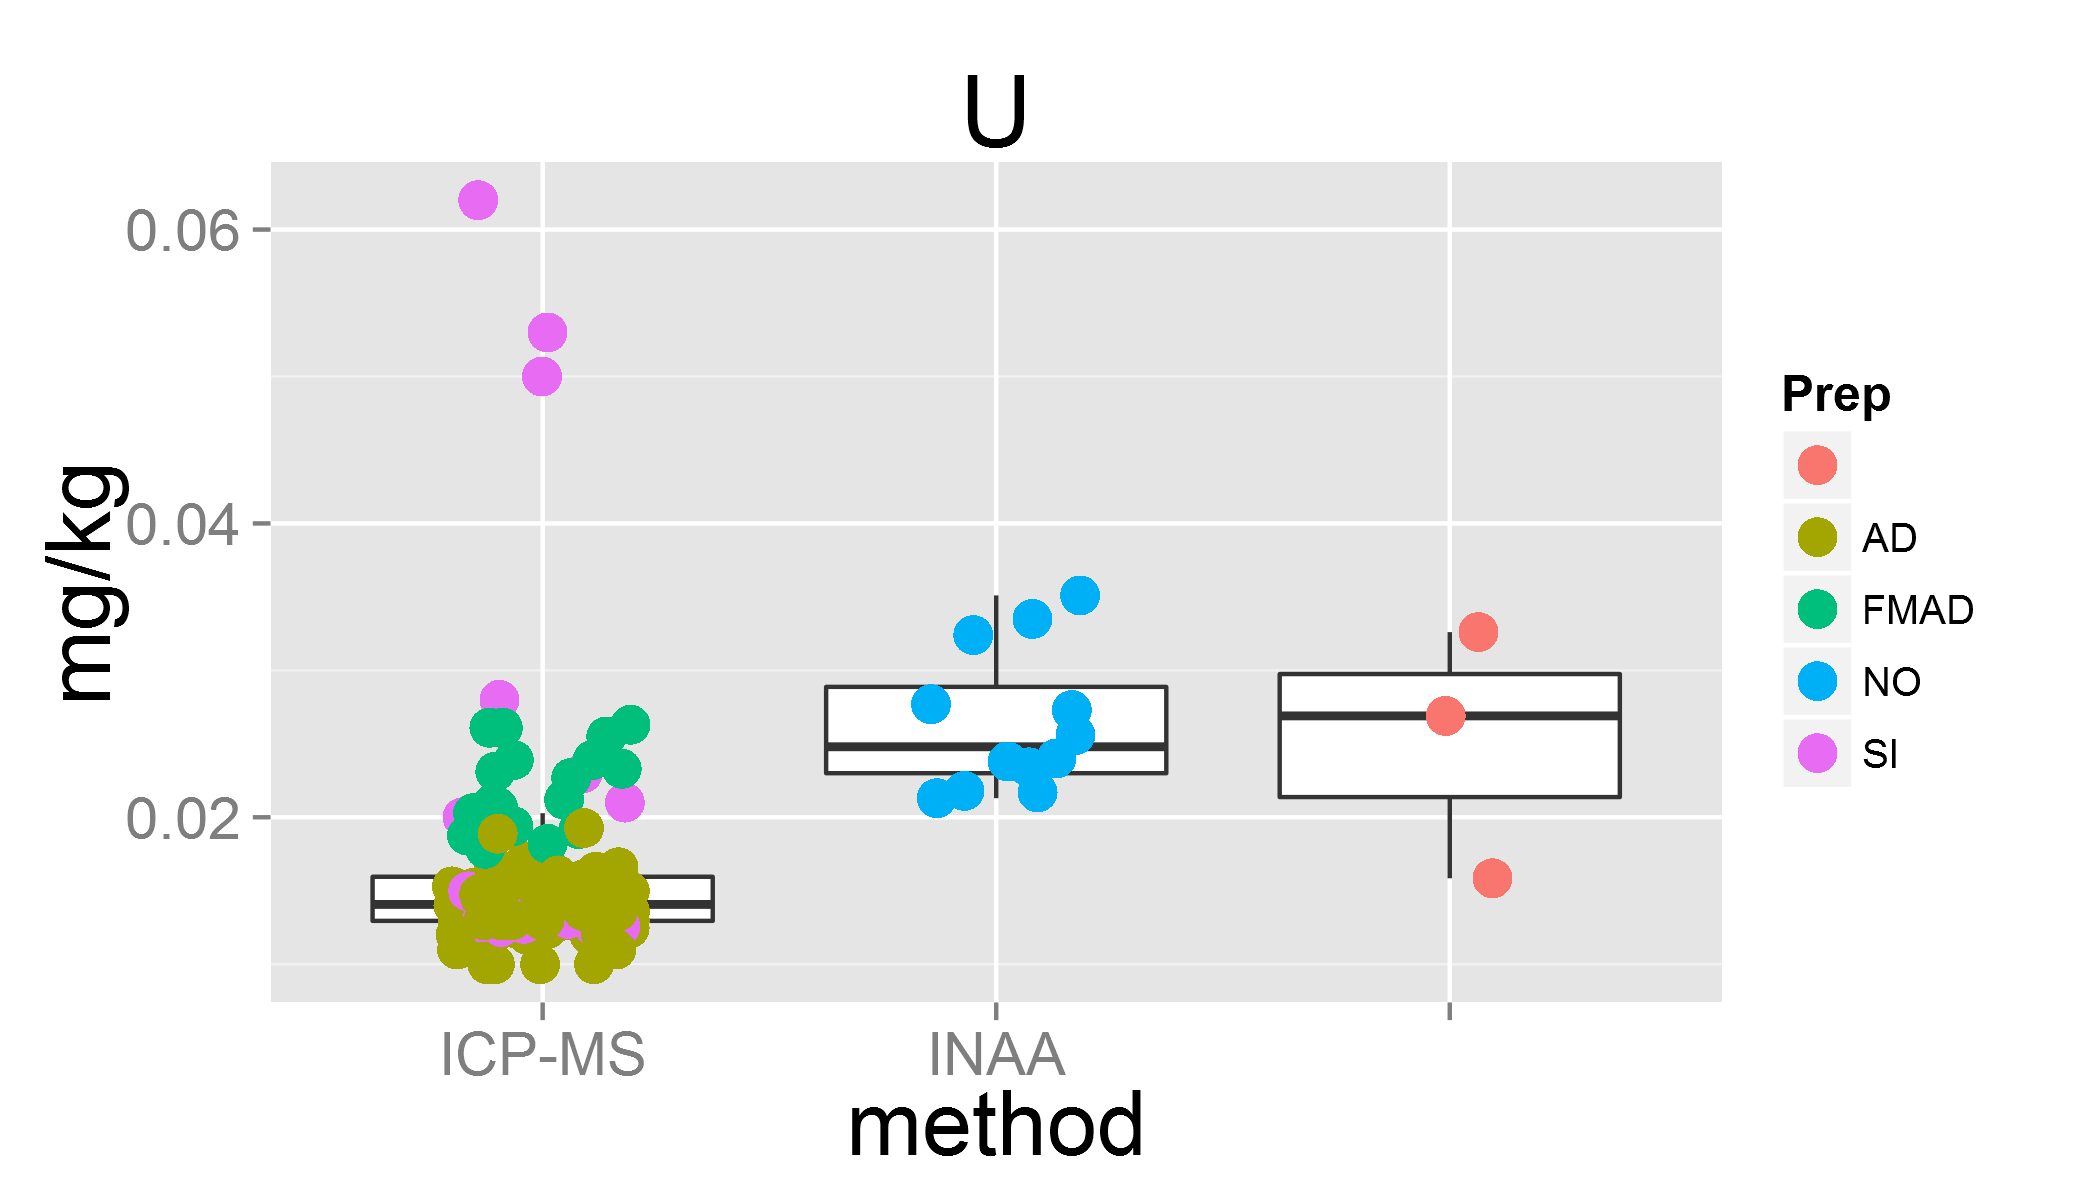 U
mg/kg
0.06
0.04
0.02
ICP-MS
INAA
method
Prep
AD
FMAD
NO
SI